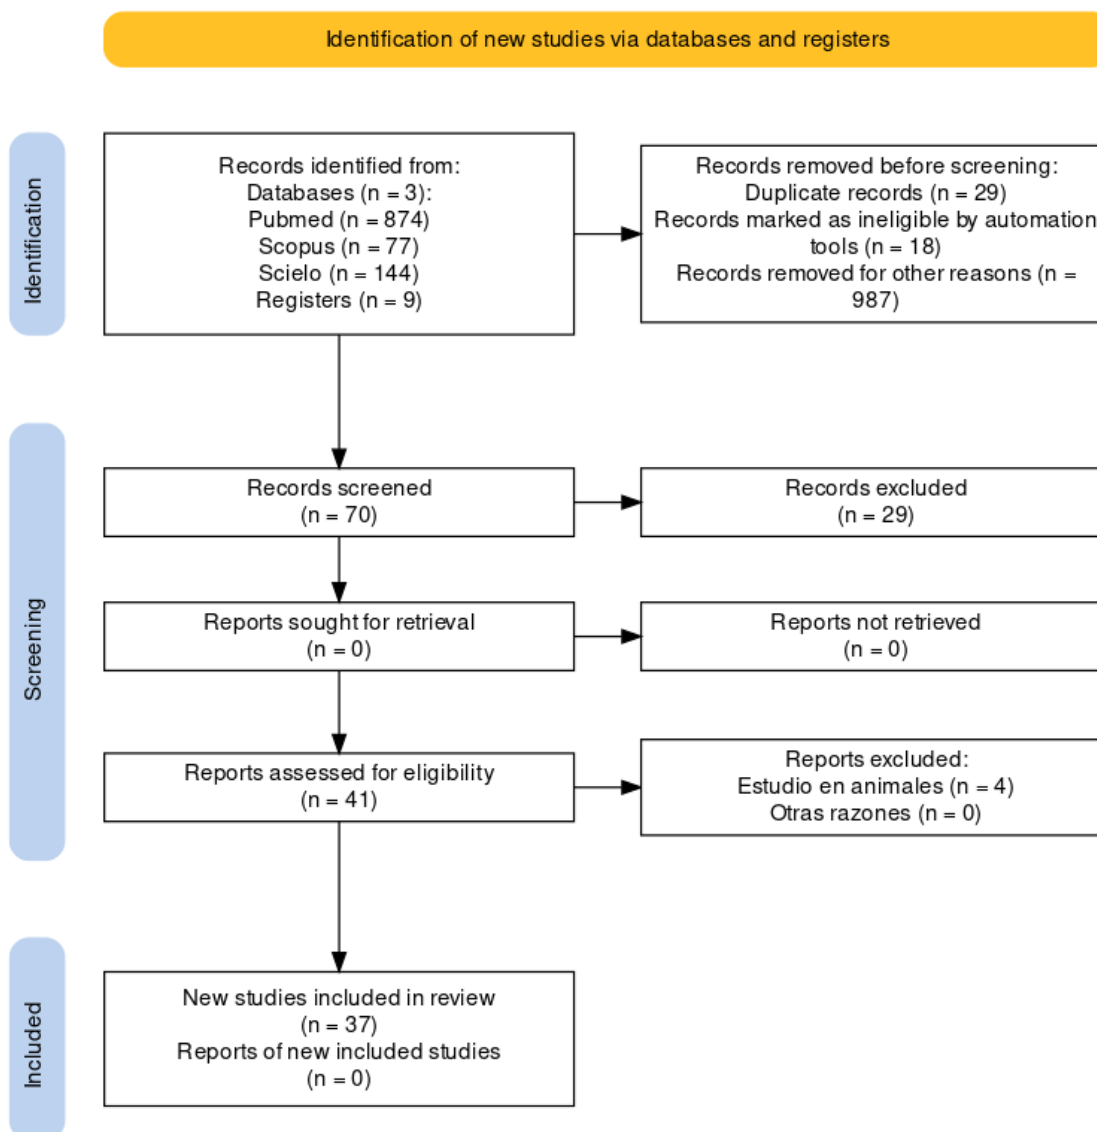 Identification of new studies via databases and registers
Identification
Records identified from:
Databases (n = 3):
Pubmed (n = 874)
Scopus (n = 77)
Scielo (n = 144)
Registers (n = 9)
Records removed before screening:
Duplicate records (n = 29)
Records marked as ineligible by automation
tools (n = 18)
Records removed for other reasons (n =
987)
Screening
Records screened
(n = 70)
Records excluded
(n = 29)
Reports sought for retrieval
(n = 0)
Reports not retrieved
(n = 0)
Reports assessed for eligibility
(n = 41)
Reports excluded:
Estudio en animales (n = 4)
Otras razones (n = 0)
Included
New studies included in review
(n = 37)
Reports of new included studies
(n = 0)